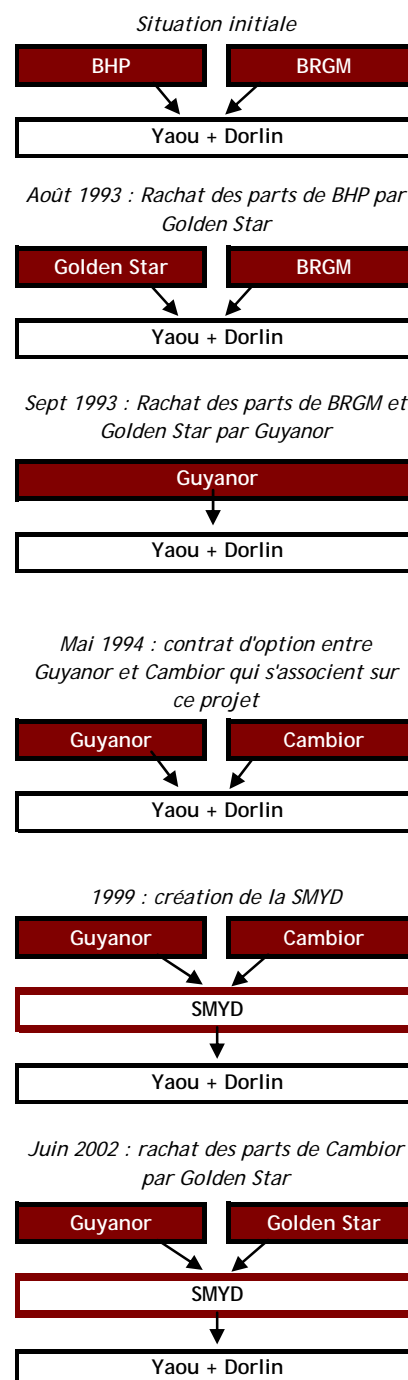 Situation initiale
BHP BRGM
Yaou + Dorlin
Août 1993 : Rachat des parts de BHP par
Golden Star
Golden Star BRGM
Yaou + Dorlin
Sept 1993 : Rachat des parts de BRGM et
Golden Star par Guyanor
Guyanor
Yaou + Dorlin
Mai 1994 : contrat d'option entre
Guyanor et Cambior qui s'associent sur
ce projet
Guyanor Cambior
Yaou + Dorlin
1999 : création de la SMYD
Guyanor Cambior
SMYD
Yaou + Dorlin
Juin 2002 : rachat des parts de Cambior
par Golden Star
Guyanor Golden Star
SMYD
Yaou + Dorlin